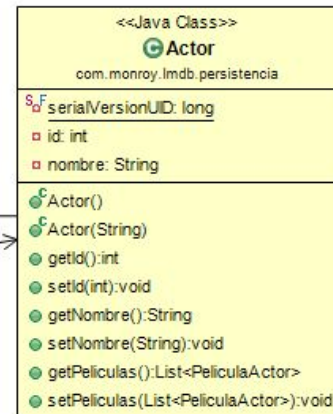 <<Java Class>>
Actor
com.monroy.lmdb.persistencia
serialVersionUID: long
id: int
nombre: String
Actor()
Actor(String)
getId():int
setId(int):void
getNombre():String
setNombre(String):void
getPeliculas():List<PeliculaActor>
setPeliculas(List<PeliculaActor>):void